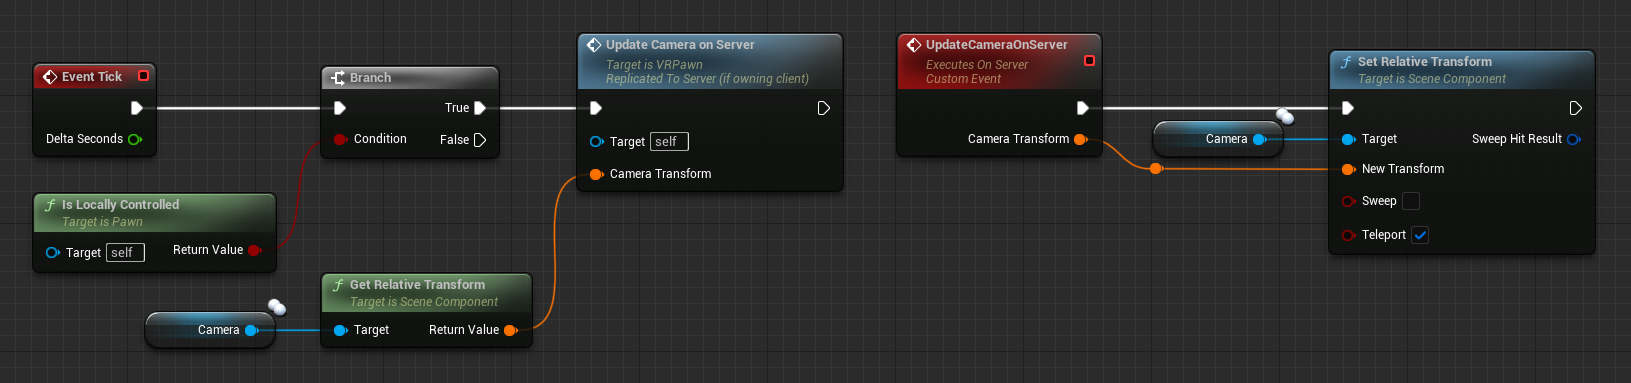 Event Tick
Delta Seconds
Is Locally Controlled
Target is Pawn
Target self
Return Value
Camera
Branch
True
Condition
False
Get Relative Transform
Target is Scene Component
Target
Return Value
Update Camera on Server
Target is VRPawn
Replicated To Server (if owning client)
Target self
Camera Transform
UpdateCameraOnServer
Executes On Server
Custom Event
Camera Transform
Camera
Set Relative Transform
Target is Scene Component
Target
Sweep Hit Result
New Transform
Sweep
Teleport